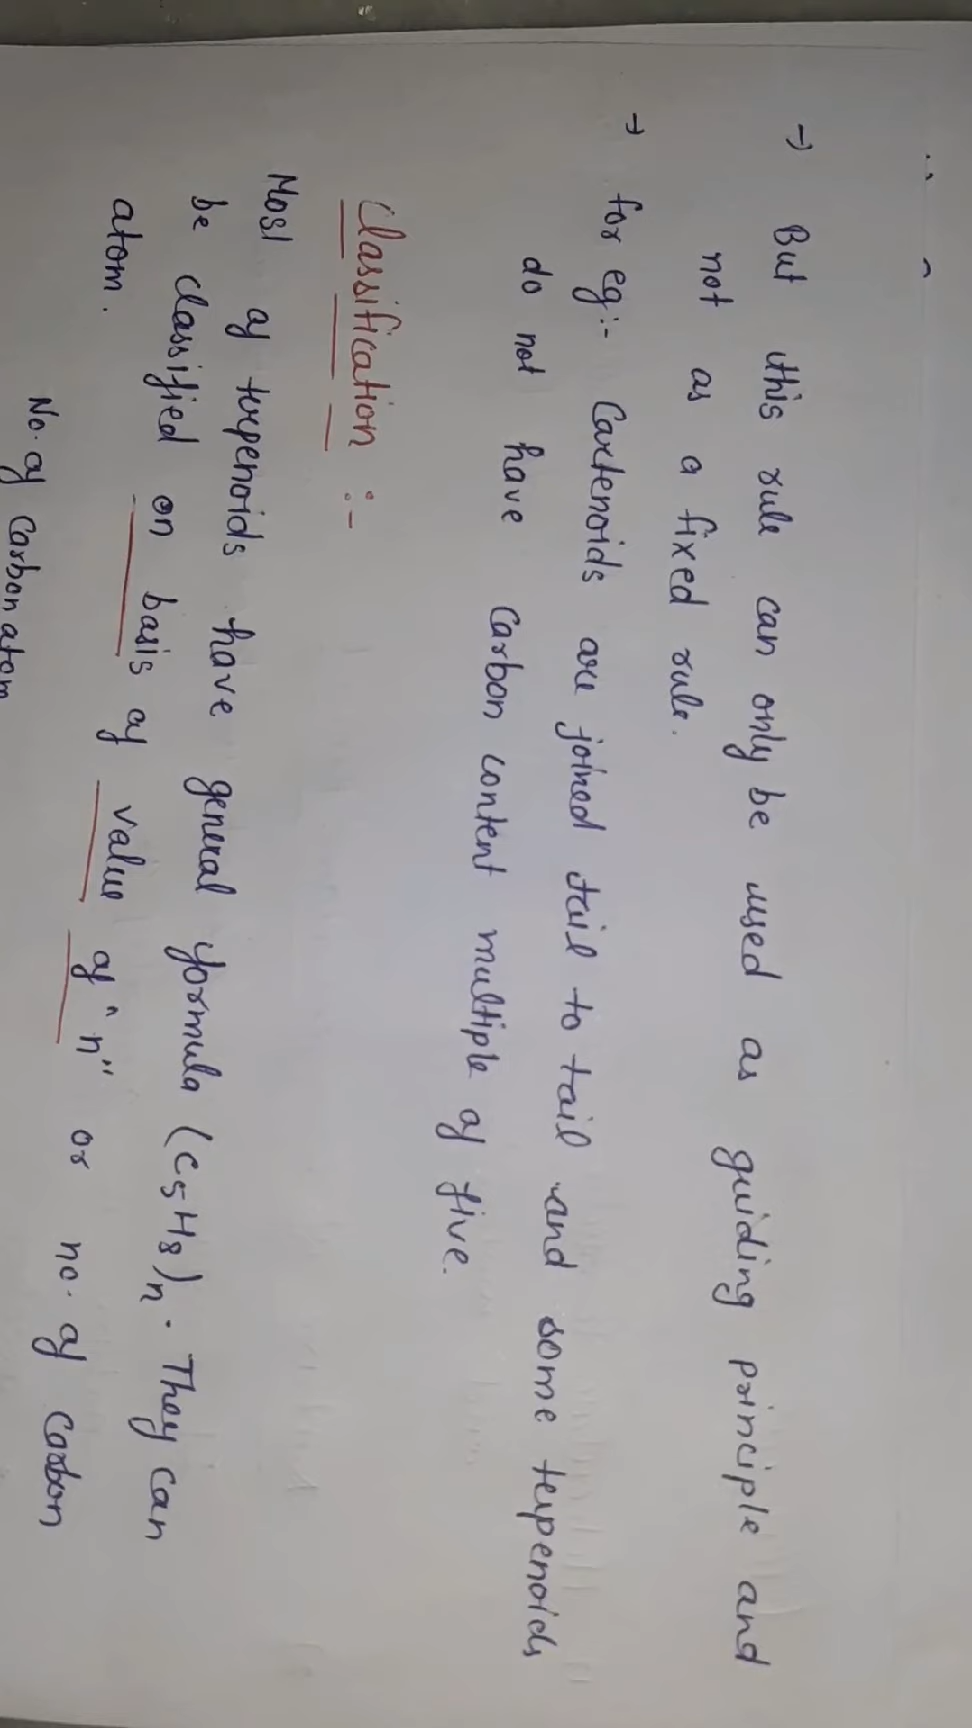 → But this rule can only be used as guiding principle and
not as a fixed rule.
→ for eg:- Cartenoids are joined tail to tail and some terpenoids
do not have carbon content multiple of five.
Classification :-
Most of terpenoids have general formula (C5H8)n. They can
be classified on basis of value of "n" or no. of carbon
atom.
No. of Carbon atom